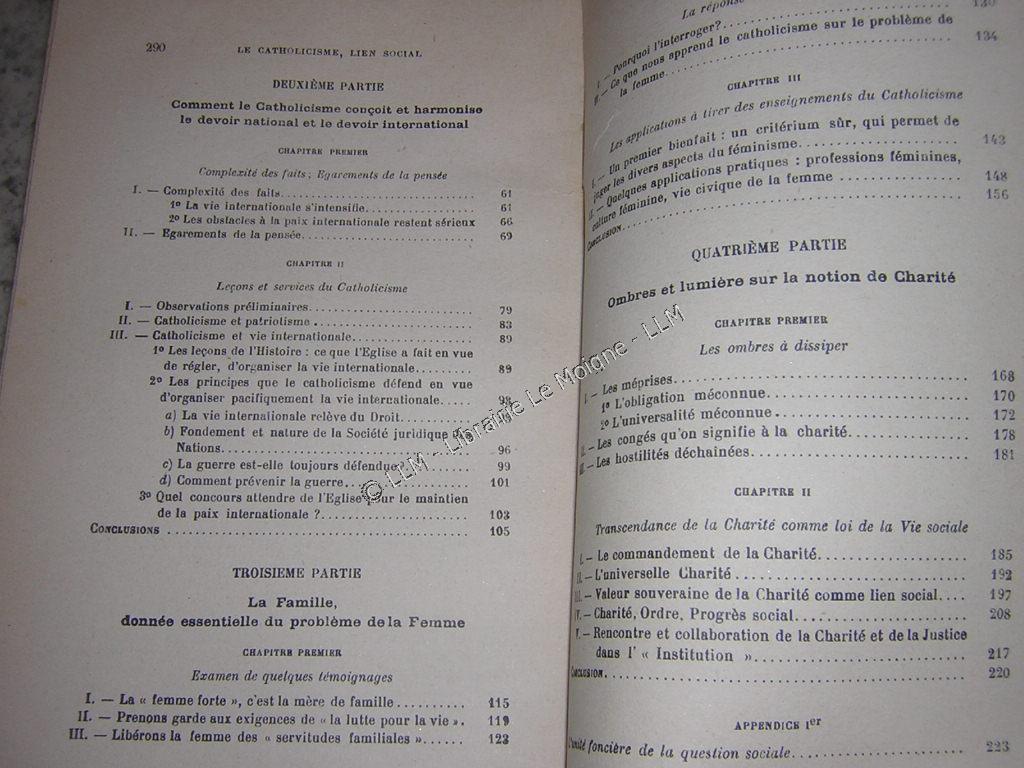 290 LE CATHOLICISME, LIEN SOCIAL
DEUXIÈME PARTIE
Comment le Catholicisme conçoit et harmonise
le devoir national et le devoir international
CHAPITRE PREMIER
Complexité des faits ; Egarements de la pensée
I. — Complexité des faits. 61
1º La vie internationale s'intensifie. 61
2º Les obstacles à la paix internationale restent sérieux 66
II. — Egarements de la pensée. 69
CHAPITRE II
Leçons et services du Catholicisme
I. — Observations préliminaires. 79
II. — Catholicisme et patriotisme. 83
III. — Catholicisme et vie internationale. 89
1º Les leçons de l'Histoire : ce que l'Eglise a fait en vue
de régler, d'organiser la vie internationale. 89
2º Les principes que le catholicisme défend en vue
d'organiser pacifiquement la vie internationale.
a) La vie internationale relève du Droit.
b) Fondement et nature de la Société juridique
Nations. 96
c) La guerre est-elle toujours défendue? 99
d) Comment prévenir la guerre. 101
3º Quel concours attendre de l'Eglise pour le maintien
de la paix internationale ? 103
CONCLUSIONS 105
TROISIEME PARTIE
La Famille,
donnée essentielle du problème de la Femme
CHAPITRE PREMIER
Examen de quelques témoignages
I. — La « femme forte », c'est la mère de famille 115
II. — Prenons garde aux exigences de « la lutte pour la vie ». 119
III. — Libérons la femme des « servitudes familiales ». 123
La réponse
I. — Pourquoi l'interroger? 130
II. — Ce que nous apprend le catholicisme sur le problème de
la femme. 134
CHAPITRE III
Les applications à tirer des enseignements du Catholicisme
I. — Un premier bienfait : un critérium sûr, qui permet de
juger les divers aspects du féminisme. 143
II. — Quelques applications pratiques : professions féminines,
culture féminine, vie civique de la femme 148
CONCLUSION. 156
QUATRIÈME PARTIE
Ombres et lumière sur la notion de Charité
CHAPITRE PREMIER
Les ombres à dissiper
I. — Les méprises. 168
1º L'obligation méconnue. 170
2º L'universalité méconnue. 172
II. — Les congés qu'on signifie à la charité. 178
III. — Les hostilités déchainées. 181
CHAPITRE II
Transcendance de la Charité comme loi de la Vie sociale
I. — Le commandement de la Charité. 185
II. — L'universelle Charité 192
III. — Valeur souveraine de la Charité comme lien social. 197
IV. — Charité, Ordre, Progrès social. 208
V. — Rencontre et collaboration de la Charité et de la Justice
dans l' « Institution ». 217
CONCLUSION. 220
APPENDICE Ier
L'unité foncière de la question sociale. 223
© LLM - Librairie Le Moigne - LLM